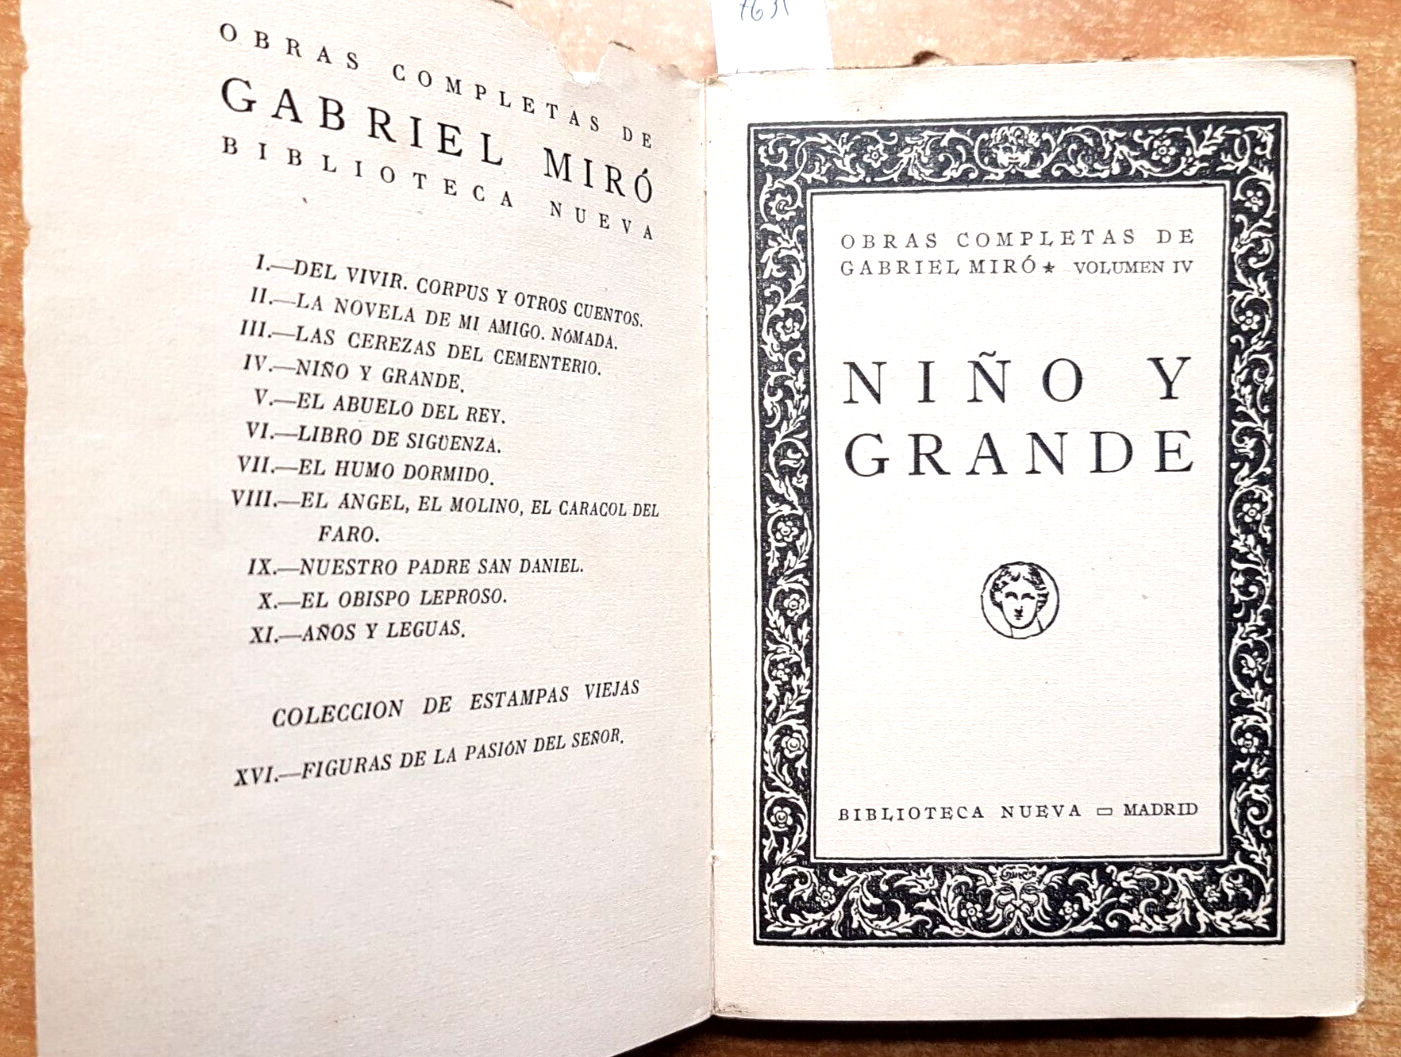 7631
OBRAS COMPLETAS DE
GABRIEL MIRÓ
BIBLIOTECA NUEVA
I.—DEL VIVIR. CORPUS Y OTROS CUENTOS.
II.—LA NOVELA DE MI AMIGO. NÓMADA.
III.—LAS CEREZAS DEL CEMENTERIO.
IV.—NIÑO Y GRANDE.
V.—EL ABUELO DEL REY.
VI.—LIBRO DE SIGÜENZA.
VII.—EL HUMO DORMIDO.
VIII.—EL ANGEL, EL MOLINO, EL CARACOL DEL
FARO.
IX.—NUESTRO PADRE SAN DANIEL.
X.—EL OBISPO LEPROSO.
XI.—AÑOS Y LEGUAS.
COLECCION DE ESTAMPAS VIEJAS
XVI.—FIGURAS DE LA PASIÓN DEL SEÑOR.
OBRAS COMPLETAS DE
GABRIEL MIRÓ ★ VOLUMEN IV
NIÑO Y
GRANDE
BIBLIOTECA NUEVA ▭ MADRID